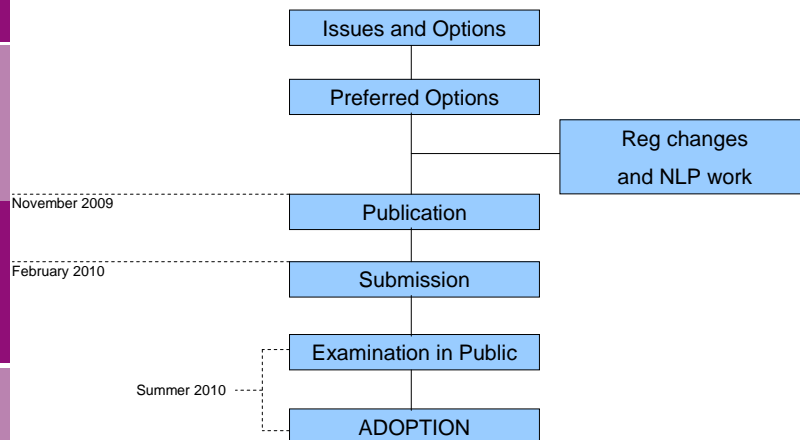 Issues and Options
Preferred Options
Reg changes
and NLP work
November 2009
Publication
February 2010
Submission
Examination in Public
Summer 2010
ADOPTION